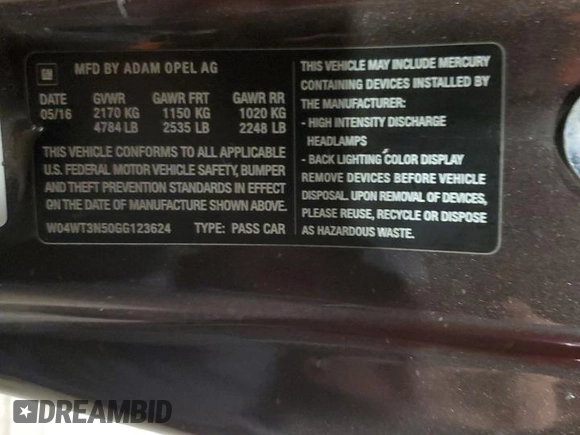 GM
MFD BY ADAM OPEL AG
DATE GVWR GAWR FRT GAWR RR
05/16 2170 KG 1150 KG 1020 KG
4784 LB 2535 LB 2248 LB
THIS VEHICLE CONFORMS TO ALL APPLICABLE
U.S. FEDERAL MOTOR VEHICLE SAFETY, BUMPER
AND THEFT PREVENTION STANDARDS IN EFFECT
ON THE DATE OF MANUFACTURE SHOWN ABOVE.
W04WT3N50GG123624 TYPE: PASS CAR
THIS VEHICLE MAY INCLUDE MERCURY
CONTAINING DEVICES INSTALLED BY
THE MANUFACTURER:
- HIGH INTENSITY DISCHARGE
HEADLAMPS
- BACK LIGHTING COLOR DISPLAY
REMOVE DEVICES BEFORE VEHICLE
DISPOSAL. UPON REMOVAL OF DEVICES,
PLEASE REUSE, RECYCLE OR DISPOSE
AS HAZARDOUS WASTE.
DREAMBID